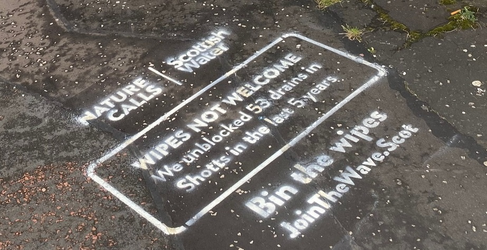 NATURE CALLS | Scottish Water
WIPES NOT WELCOME
We unblocked 53 drains in
Shotts in the last 5 years
Bin the wipes
JoinTheWave.Scot